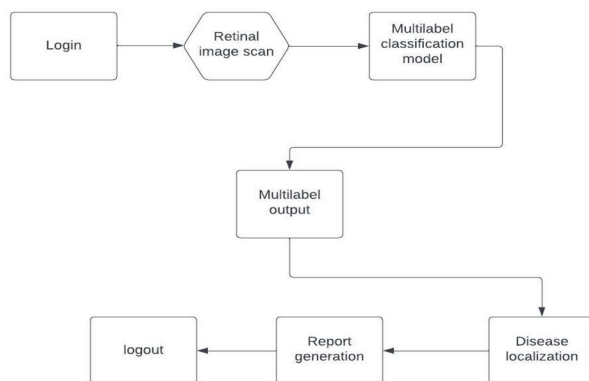 Login
Retinal
image scan
Multilabel
classification
model
Multilabel
output
Disease
localization
Report
generation
logout